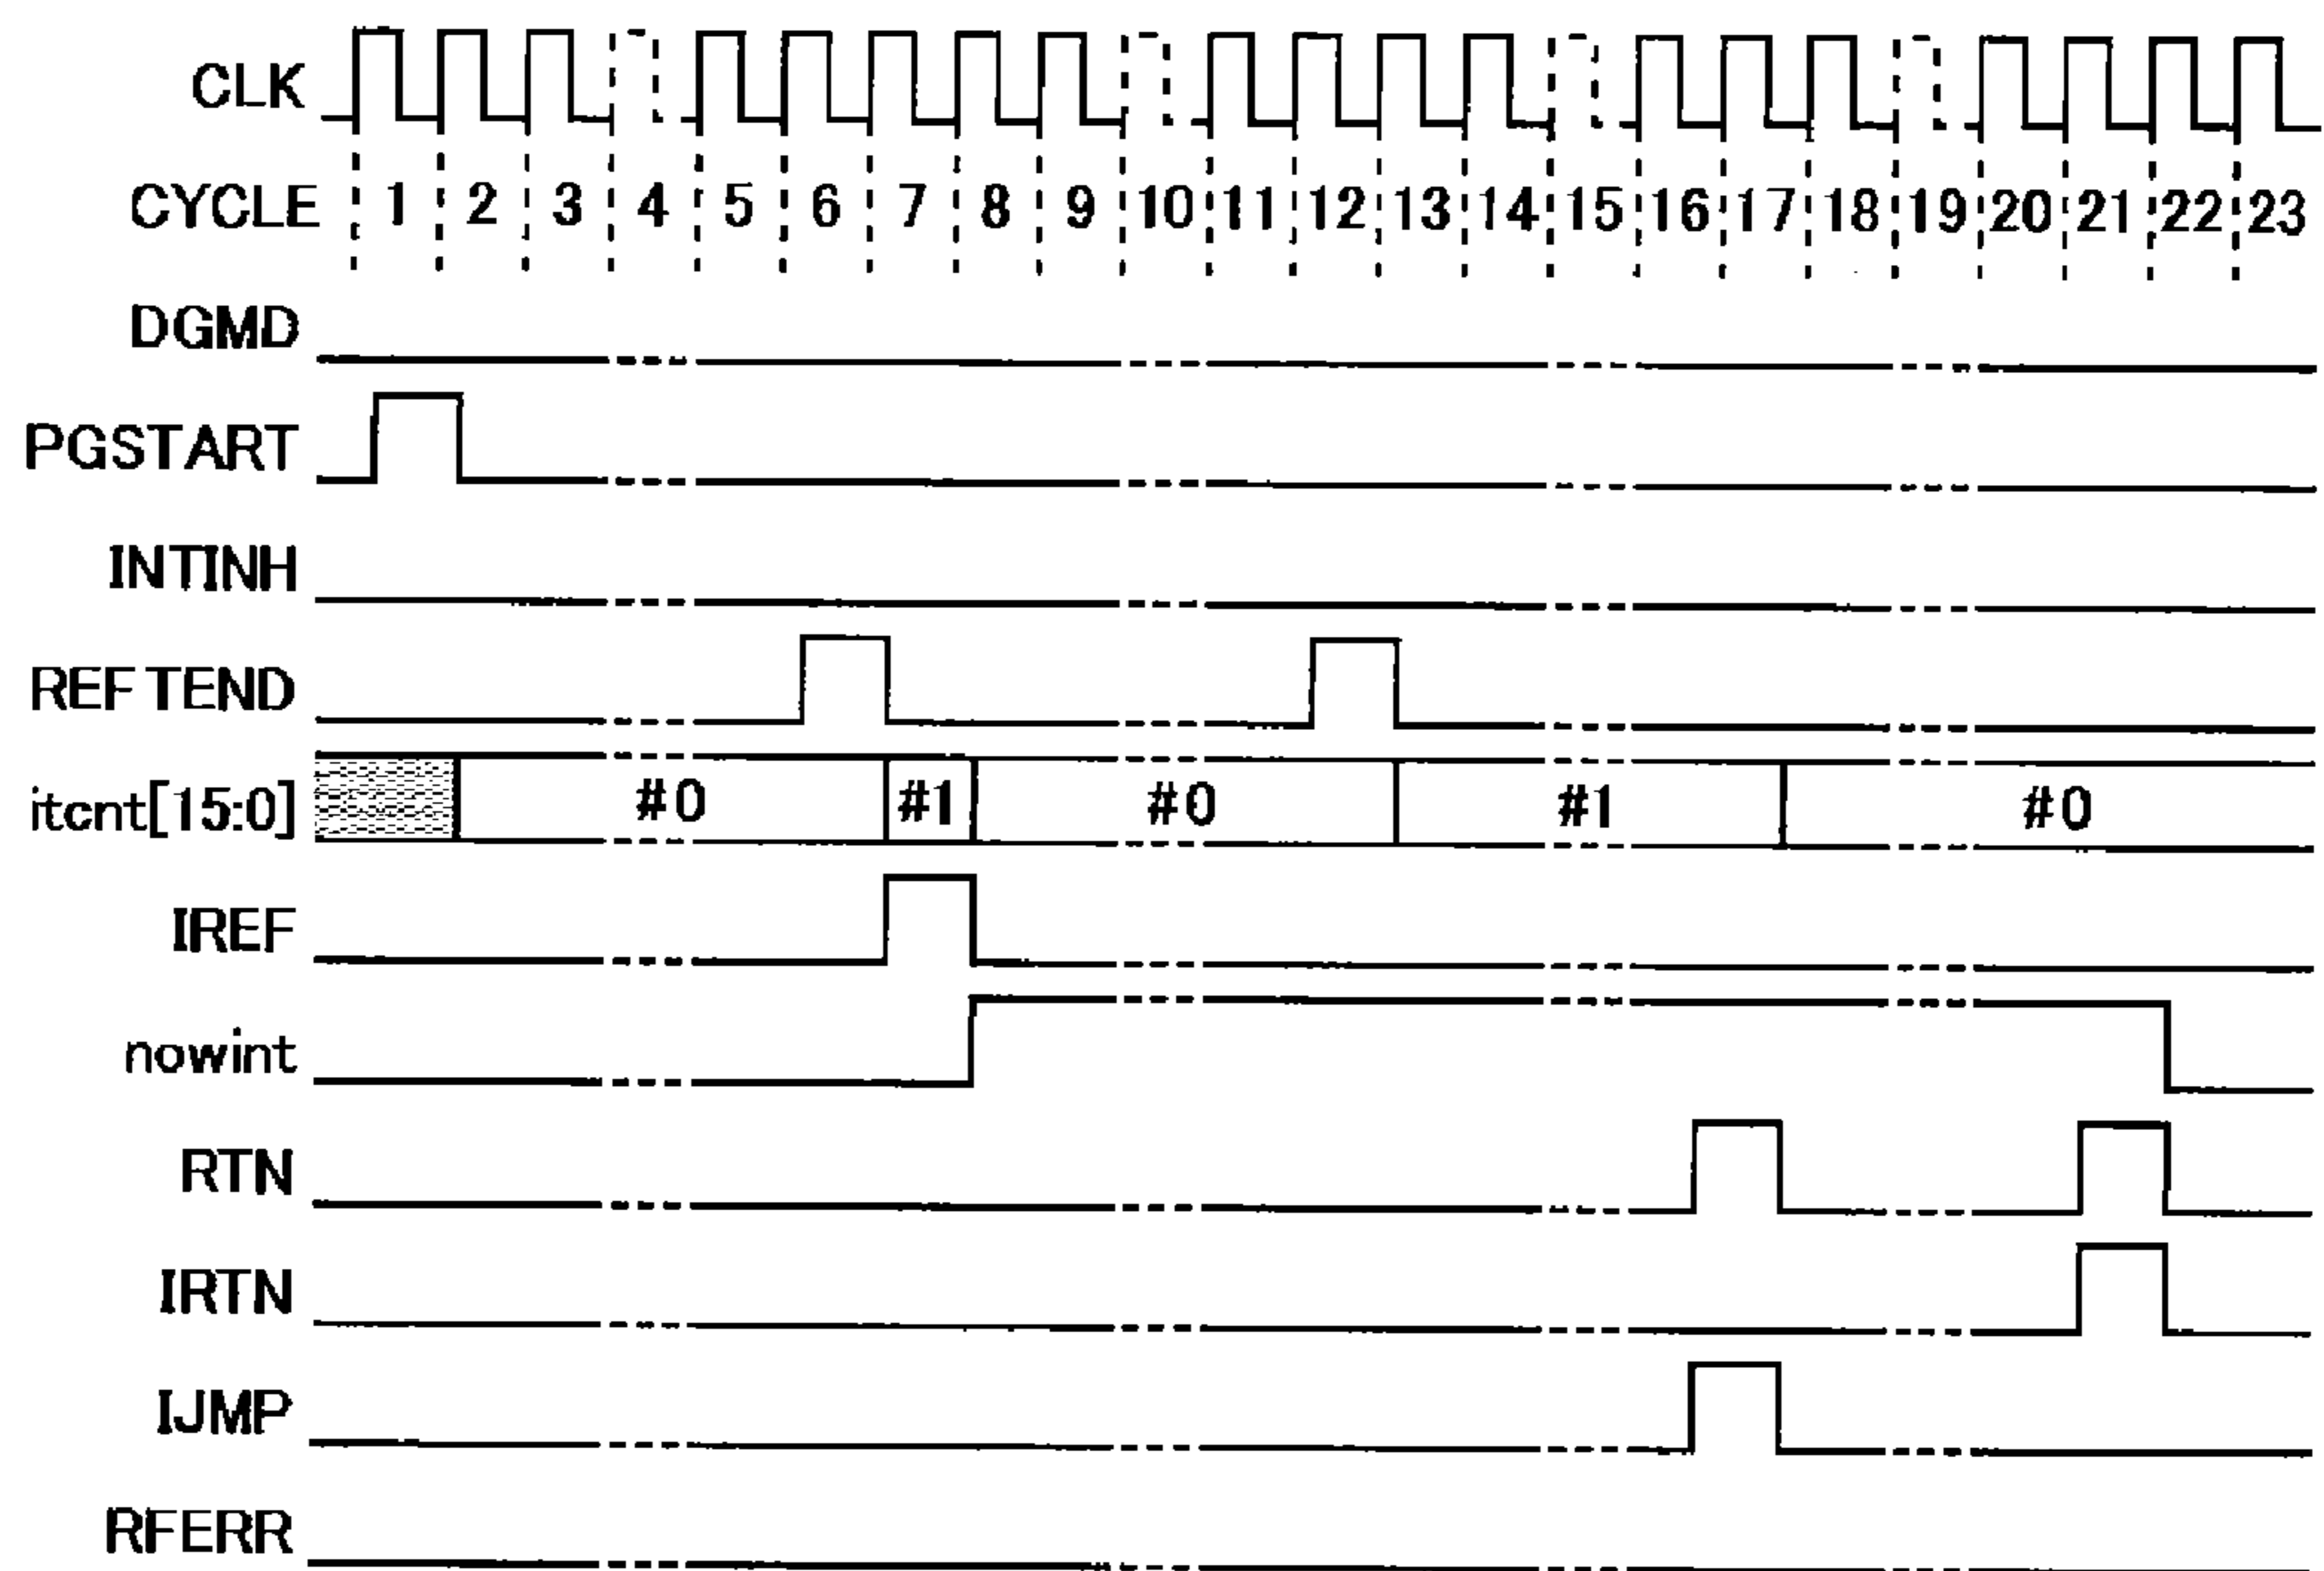 CLK
CYCLE 1 2 3 4 5 6 7 8 9 10 11 12 13 14 15 16 17 18 19 20 21 22 23
DGMD
PGSTART
INTINH
REFTEND
itcnt[15:0] #0 #1 #0 #1 #0
IREF
nowint
RTN
IRTN
IJMP
RFERR